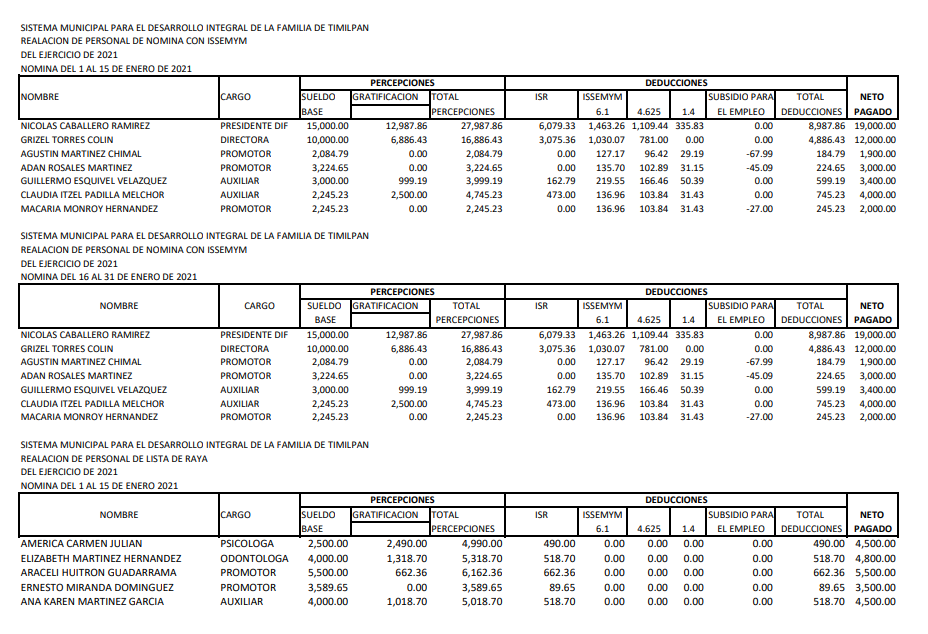 SISTEMA MUNICIPAL PARA EL DESARROLLO INTEGRAL DE LA FAMILIA DE TIMILPAN
REALACION DE PERSONAL DE NOMINA CON ISSEMYM
DEL EJERCICIO DE 2021
NOMINA DEL 1 AL 15 DE ENERO DE 2021
PERCEPCIONES DEDUCCIONES
NOMBRE CARGO SUELDO GRATIFICACION TOTAL ISR ISSEMYM SUBSIDIO PARA TOTAL NETO
BASE PERCEPCIONES 6.1 4.625 1.4 EL EMPLEO DEDUCCIONES PAGADO
NICOLAS CABALLERO RAMIREZ PRESIDENTE DIF 15,000.00 12,987.86 27,987.86 6,079.33 1,463.26 1,109.44 335.83 0.00 8,987.86 19,000.00
GRIZEL TORRES COLIN DIRECTORA 10,000.00 6,886.43 16,886.43 3,075.36 1,030.07 781.00 0.00 0.00 4,886.43 12,000.00
AGUSTIN MARTINEZ CHIMAL PROMOTOR 2,084.79 0.00 2,084.79 0.00 127.17 96.42 29.19 -67.99 184.79 1,900.00
ADAN ROSALES MARTINEZ PROMOTOR 3,224.65 0.00 3,224.65 0.00 135.70 102.89 31.15 -45.09 224.65 3,000.00
GUILLERMO ESQUIVEL VELAZQUEZ AUXILIAR 3,000.00 999.19 3,999.19 162.79 219.55 166.46 50.39 0.00 599.19 3,400.00
CLAUDIA ITZEL PADILLA MELCHOR AUXILIAR 2,245.23 2,500.00 4,745.23 473.00 136.96 103.84 31.43 0.00 745.23 4,000.00
MACARIA MONROY HERNANDEZ PROMOTOR 2,245.23 0.00 2,245.23 0.00 136.96 103.84 31.43 -27.00 245.23 2,000.00
SISTEMA MUNICIPAL PARA EL DESARROLLO INTEGRAL DE LA FAMILIA DE TIMILPAN
REALACION DE PERSONAL DE NOMINA CON ISSEMYM
DEL EJERCICIO DE 2021
NOMINA DEL 16 AL 31 DE ENERO DE 2021
PERCEPCIONES DEDUCCIONES
NOMBRE CARGO SUELDO GRATIFICACION TOTAL ISR ISSEMYM SUBSIDIO PARA TOTAL NETO
BASE PERCEPCIONES 6.1 4.625 1.4 EL EMPLEO DEDUCCIONES PAGADO
NICOLAS CABALLERO RAMIREZ PRESIDENTE DIF 15,000.00 12,987.86 27,987.86 6,079.33 1,463.26 1,109.44 335.83 0.00 8,987.86 19,000.00
GRIZEL TORRES COLIN DIRECTORA 10,000.00 6,886.43 16,886.43 3,075.36 1,030.07 781.00 0.00 0.00 4,886.43 12,000.00
AGUSTIN MARTINEZ CHIMAL PROMOTOR 2,084.79 0.00 2,084.79 0.00 127.17 96.42 29.19 -67.99 184.79 1,900.00
ADAN ROSALES MARTINEZ PROMOTOR 3,224.65 0.00 3,224.65 0.00 135.70 102.89 31.15 -45.09 224.65 3,000.00
GUILLERMO ESQUIVEL VELAZQUEZ AUXILIAR 3,000.00 999.19 3,999.19 162.79 219.55 166.46 50.39 0.00 599.19 3,400.00
CLAUDIA ITZEL PADILLA MELCHOR AUXILIAR 2,245.23 2,500.00 4,745.23 473.00 136.96 103.84 31.43 0.00 745.23 4,000.00
MACARIA MONROY HERNANDEZ PROMOTOR 2,245.23 0.00 2,245.23 0.00 136.96 103.84 31.43 -27.00 245.23 2,000.00
SISTEMA MUNICIPAL PARA EL DESARROLLO INTEGRAL DE LA FAMILIA DE TIMILPAN
REALACION DE PERSONAL DE LISTA DE RAYA
DEL EJERCICIO DE 2021
NOMINA DEL 1 AL 15 DE ENERO 2021
PERCEPCIONES DEDUCCIONES
NOMBRE CARGO SUELDO GRATIFICACION TOTAL ISR ISSEMYM SUBSIDIO PARA TOTAL NETO
BASE PERCEPCIONES 6.1 4.625 1.4 EL EMPLEO DEDUCCIONES PAGADO
AMERICA CARMEN JULIAN PSICOLOGA 2,500.00 2,490.00 4,990.00 490.00 0.00 0.00 0.00 0.00 490.00 4,500.00
ELIZABETH MARTINEZ HERNANDEZ ODONTOLOGA 4,000.00 1,318.70 5,318.70 518.70 0.00 0.00 0.00 0.00 518.70 4,800.00
ARACELI HUITRON GUADARRAMA PROMOTOR 5,500.00 662.36 6,162.36 662.36 0.00 0.00 0.00 0.00 662.36 5,500.00
ERNESTO MIRANDA DOMINGUEZ PROMOTOR 3,589.65 0.00 3,589.65 89.65 0.00 0.00 0.00 0.00 89.65 3,500.00
ANA KAREN MARTINEZ GARCIA AUXILIAR 4,000.00 1,018.70 5,018.70 518.70 0.00 0.00 0.00 0.00 518.70 4,500.00